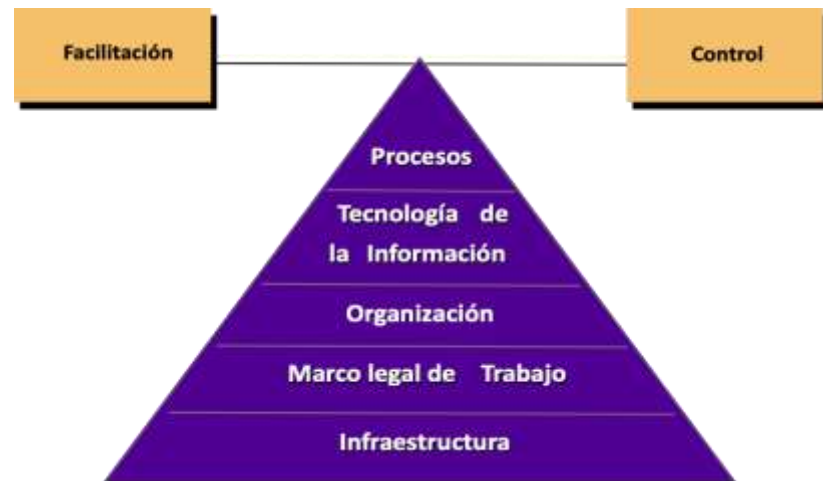 Facilitación
Control
Procesos
Tecnología de
la Información
Organización
Marco legal de Trabajo
Infraestructura